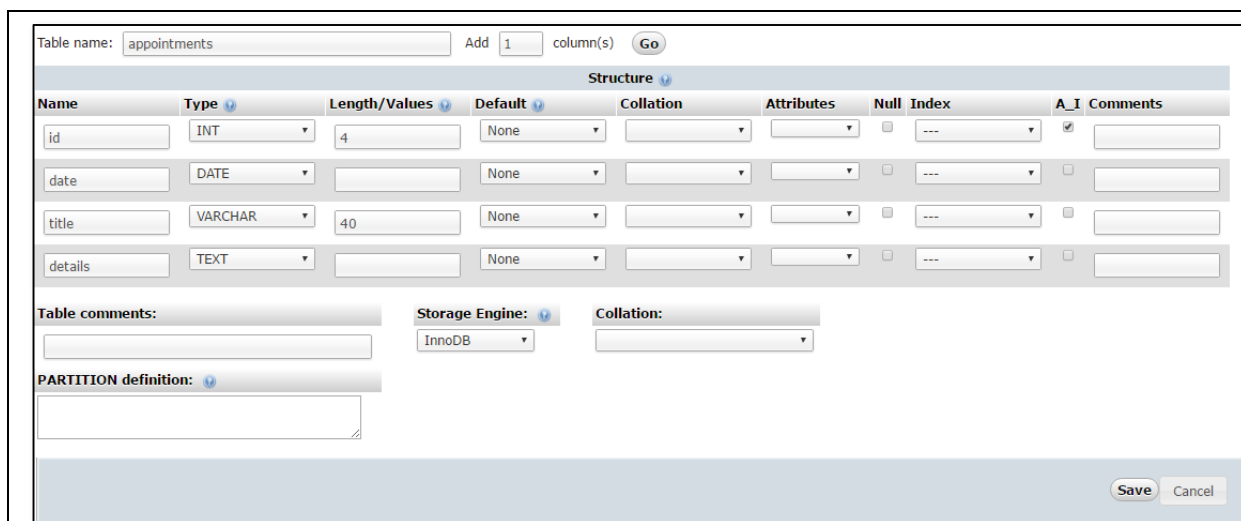 Table name: appointments Add 1 column(s) Go
Structure
Name Type Length/Values Default Collation Attributes Null Index A_I Comments
id INT 4 None ---
date DATE None ---
title VARCHAR 40 None ---
details TEXT None ---
Table comments: Storage Engine: Collation:
InnoDB
PARTITION definition:
Save Cancel